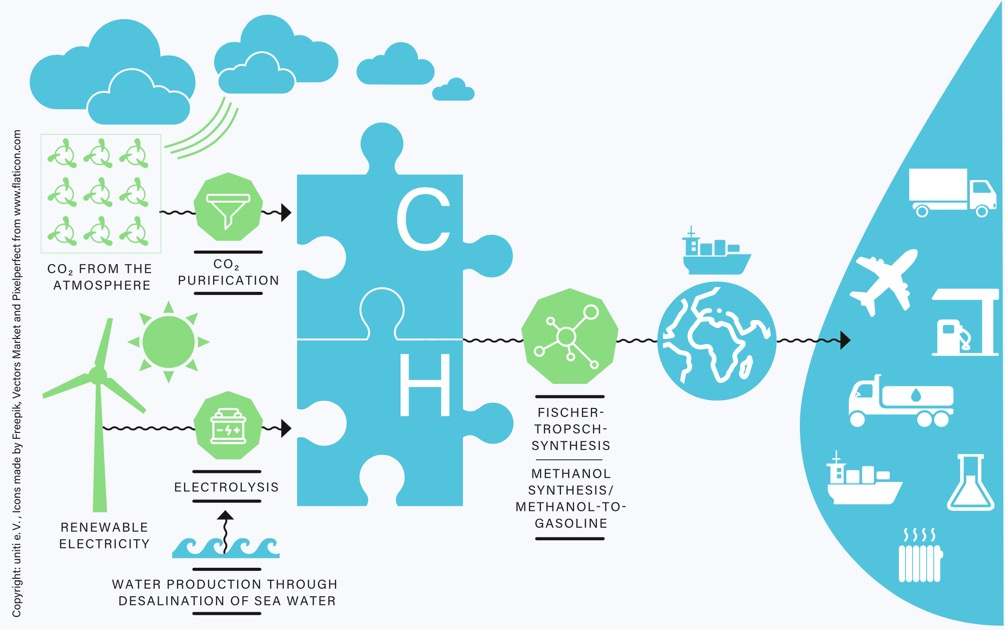 CO₂ FROM THE
ATMOSPHERE
CO₂
PURIFICATION
C
H
RENEWABLE
ELECTRICITY
ELECTROLYSIS
WATER PRODUCTION THROUGH
DESALINATION OF SEA WATER
FISCHER-
TROPSCH-
SYNTHESIS
METHANOL
SYNTHESIS/
METHANOL-TO-
GASOLINE
Copyright: uniti e.V., Icons made by Freepik, Vectors Market and Pixelperfect from www.flaticon.com